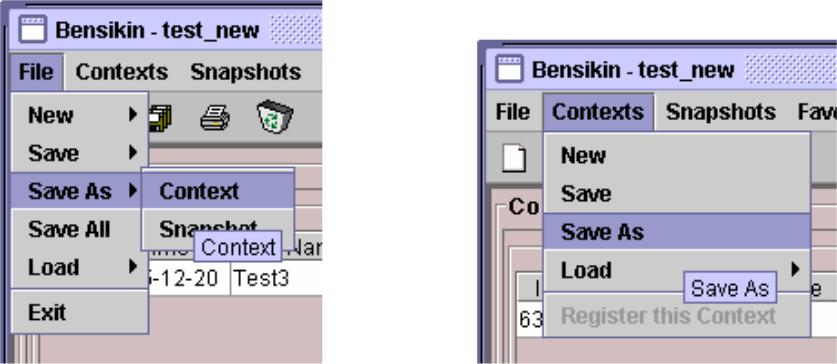 Bensikin - test_new
File Contexts Snapshots
New
Save
Save As Context
Save All Snapshot
Context
Load
-12-20 Test3
Exit
Bensikin - test_new
File Contexts Snapshots Favo
New
Save
Co
Save As
Load
Save As
63 Register this Context